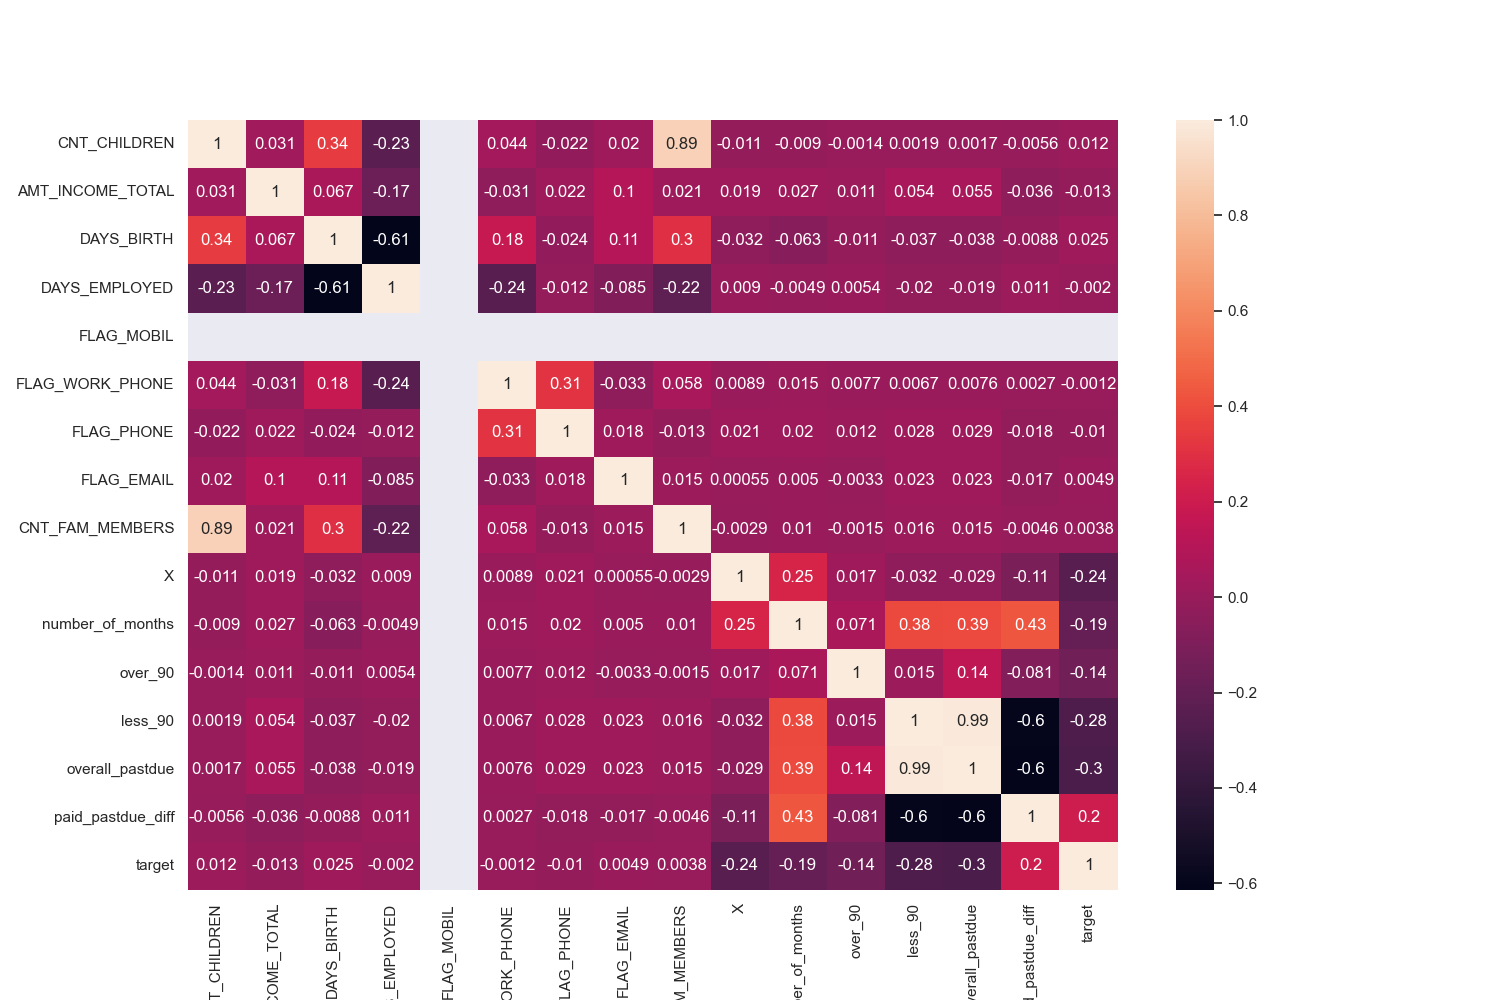 CNT_CHILDREN 1 0.031 0.34 -0.23 0.044 -0.022 0.02 0.89 -0.011 -0.009 -0.0014 0.0019 0.0017 -0.0056 0.012
AMT_INCOME_TOTAL 0.031 1 0.067 -0.17 -0.031 0.022 0.1 0.021 0.019 0.027 0.011 0.054 0.055 -0.036 -0.013
DAYS_BIRTH 0.34 0.067 1 -0.61 0.18 -0.024 0.11 0.3 -0.032 -0.063 -0.011 -0.037 -0.038 -0.0088 0.025
DAYS_EMPLOYED -0.23 -0.17 -0.61 1 -0.24 -0.012 -0.085 -0.22 0.009 -0.0049 0.0054 -0.02 -0.019 0.011 -0.002
FLAG_MOBIL
FLAG_WORK_PHONE 0.044 -0.031 0.18 -0.24 1 0.31 -0.033 0.058 0.0089 0.015 0.0077 0.0067 0.0076 0.0027 -0.0012
FLAG_PHONE -0.022 0.022 -0.024 -0.012 0.31 1 0.018 -0.013 0.021 0.02 0.012 0.028 0.029 -0.018 -0.01
FLAG_EMAIL 0.02 0.1 0.11 -0.085 -0.033 0.018 1 0.015 0.00055 0.005 -0.0033 0.023 0.023 -0.017 0.0049
CNT_FAM_MEMBERS 0.89 0.021 0.3 -0.22 0.058 -0.013 0.015 1 -0.0029 0.01 -0.0015 0.016 0.015 -0.0046 0.0038
X -0.011 0.019 -0.032 0.009 0.0089 0.021 0.00055 -0.0029 1 0.25 0.017 -0.032 -0.029 -0.11 -0.24
number_of_months -0.009 0.027 -0.063 -0.0049 0.015 0.02 0.005 0.01 0.25 1 0.071 0.38 0.39 0.43 -0.19
over_90 -0.0014 0.011 -0.011 0.0054 0.0077 0.012 -0.0033 -0.0015 0.017 0.071 1 0.015 0.14 -0.081 -0.14
less_90 0.0019 0.054 -0.037 -0.02 0.0067 0.028 0.023 0.016 -0.032 0.38 0.015 1 0.99 -0.6 -0.28
overall_pastdue 0.0017 0.055 -0.038 -0.019 0.0076 0.029 0.023 0.015 -0.029 0.39 0.14 0.99 1 -0.6 -0.3
paid_pastdue_diff -0.0056 -0.036 -0.0088 0.011 0.0027 -0.018 -0.017 -0.0046 -0.11 0.43 -0.081 -0.6 -0.6 1 0.2
target 0.012 -0.013 0.025 -0.002 -0.0012 -0.01 0.0049 0.0038 -0.24 -0.19 -0.14 -0.28 -0.3 0.2 1
T_CHILDREN
COME_TOTAL
DAYS_BIRTH
_EMPLOYED
FLAG_MOBIL
ORK_PHONE
LAG_PHONE
FLAG_EMAIL
M_MEMBERS
X
er_of_months
over_90
less_90
verall_pastdue
d_pastdue_diff
target
1.0
0.8
0.6
0.4
0.2
0.0
−0.2
−0.4
−0.6